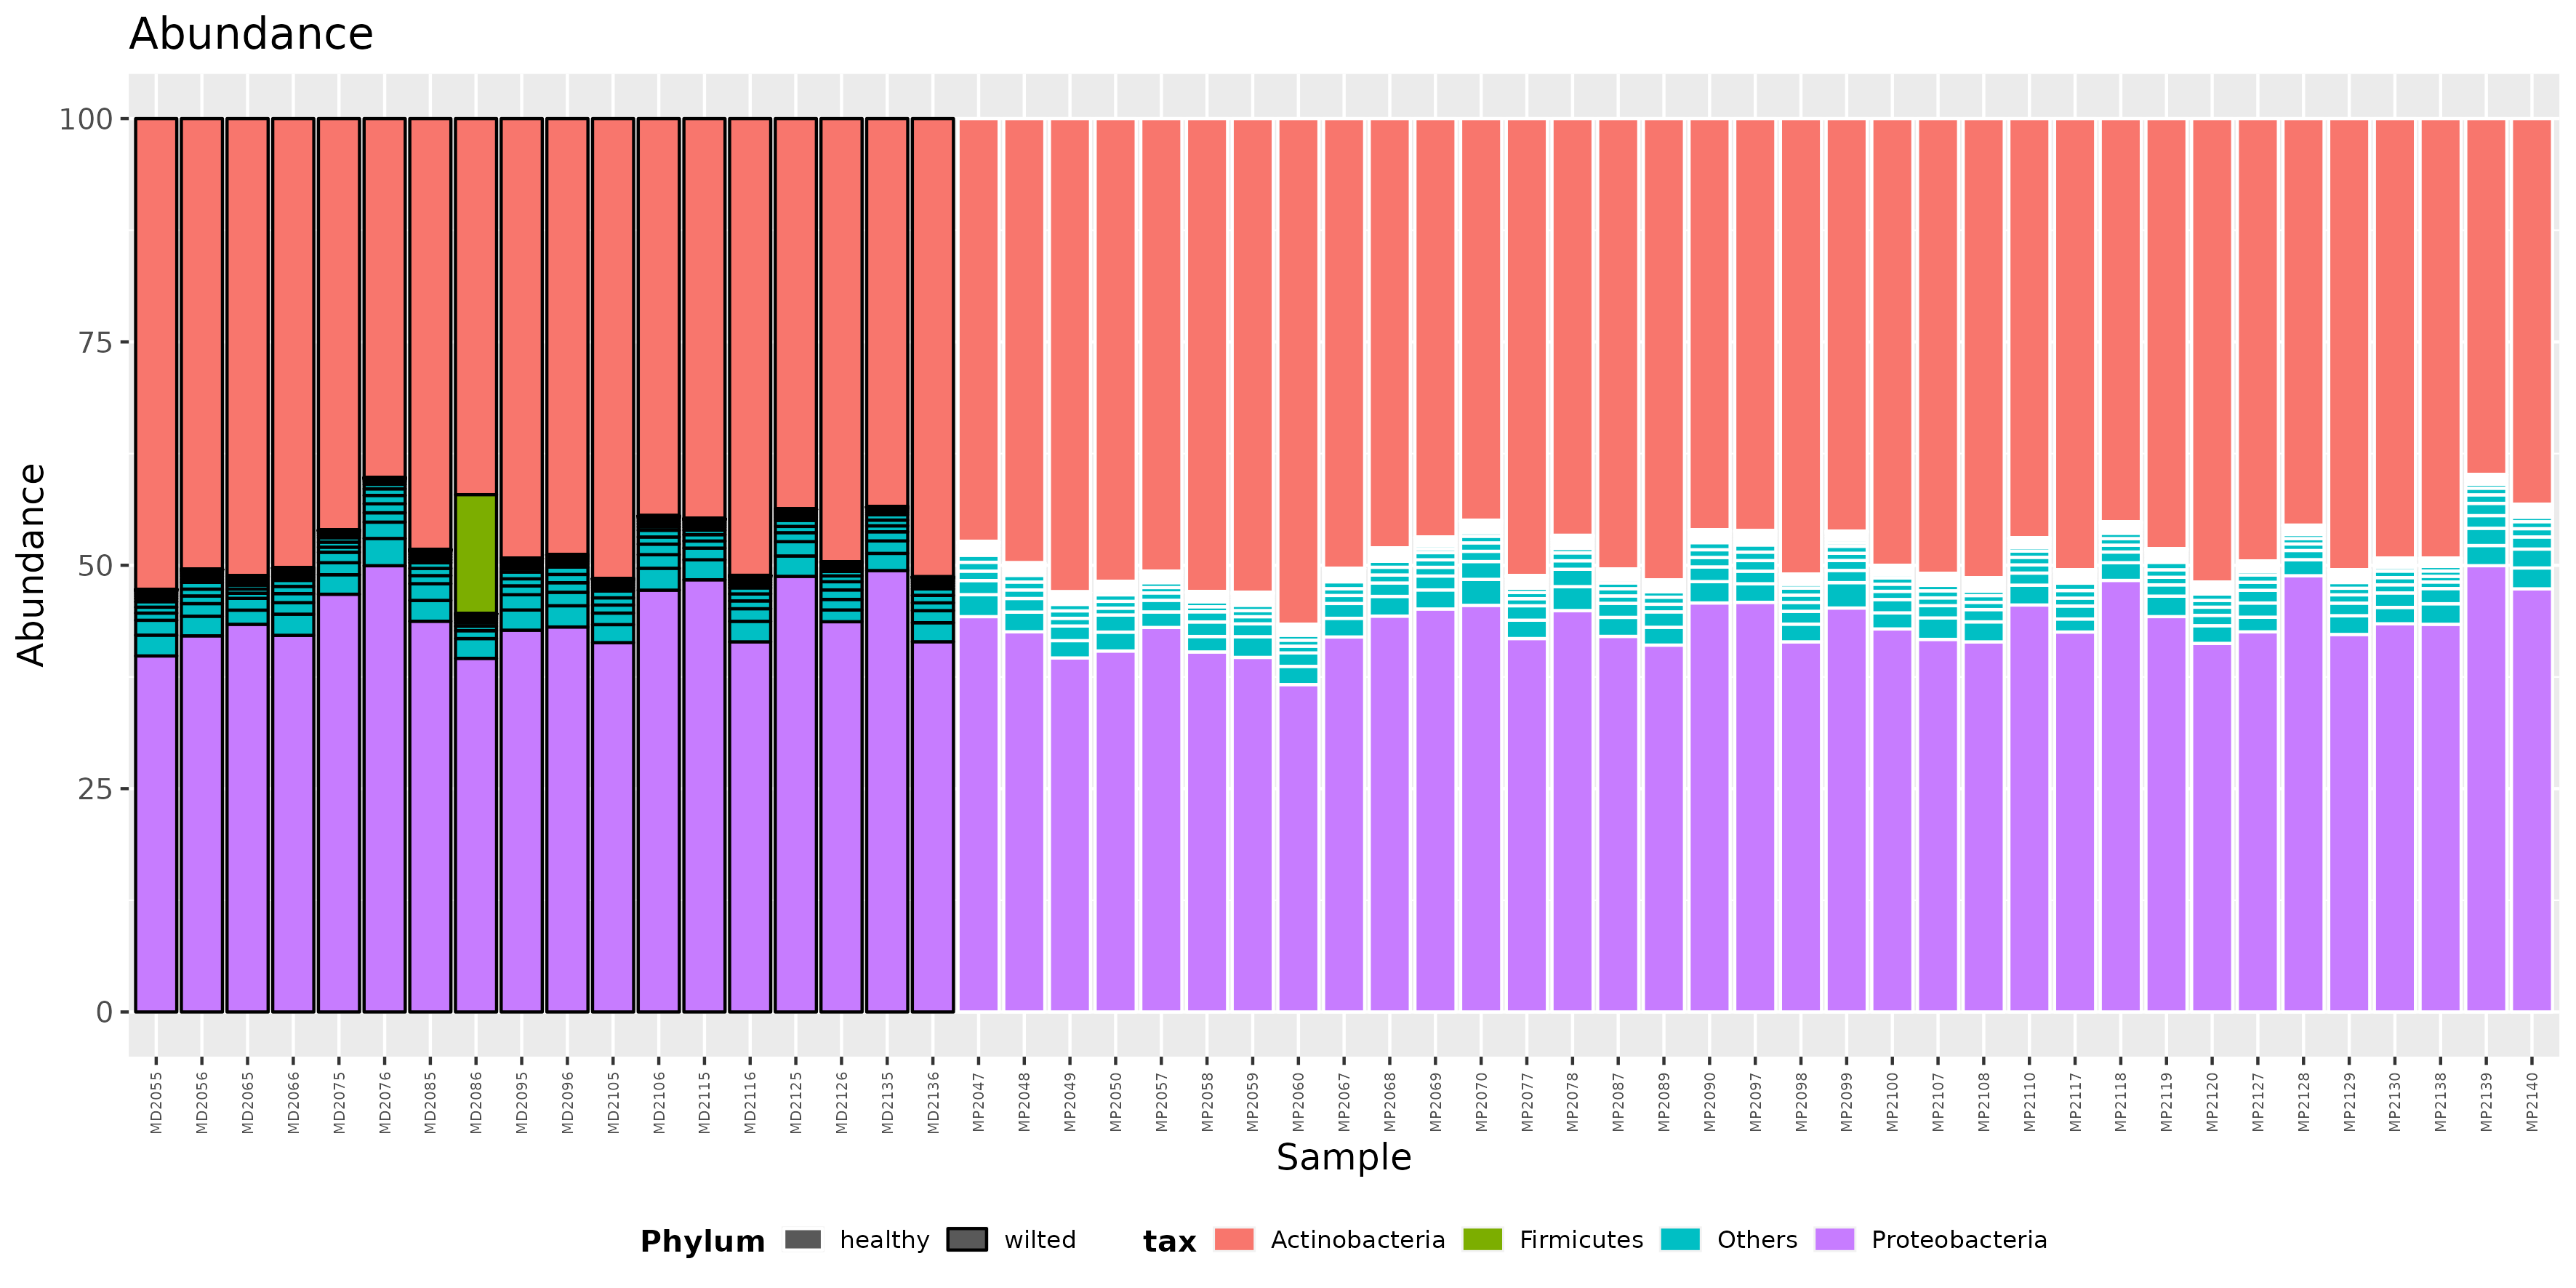 Abundance
100
75
50
25
0
Abundance
MD2055 MD2056 MD2065 MD2066 MD2075 MD2076 MD2085 MD2086 MD2095 MD2096 MD2105 MD2106 MD2115 MD2116 MD2125 MD2126 MD2135 MD2136 MP2047 MP2048 MP2049 MP2050 MP2057 MP2058 MP2059 MP2060 MP2067 MP2068 MP2069 MP2070 MP2077 MP2078 MP2087 MP2089 MP2090 MP2097 MP2098 MP2099 MP2100 MP2107 MP2108 MP2110 MP2117 MP2118 MP2119 MP2120 MP2127 MP2128 MP2129 MP2130 MP2138 MP2139 MP2140
Sample
Phylum healthy wilted tax Actinobacteria Firmicutes Others Proteobacteria